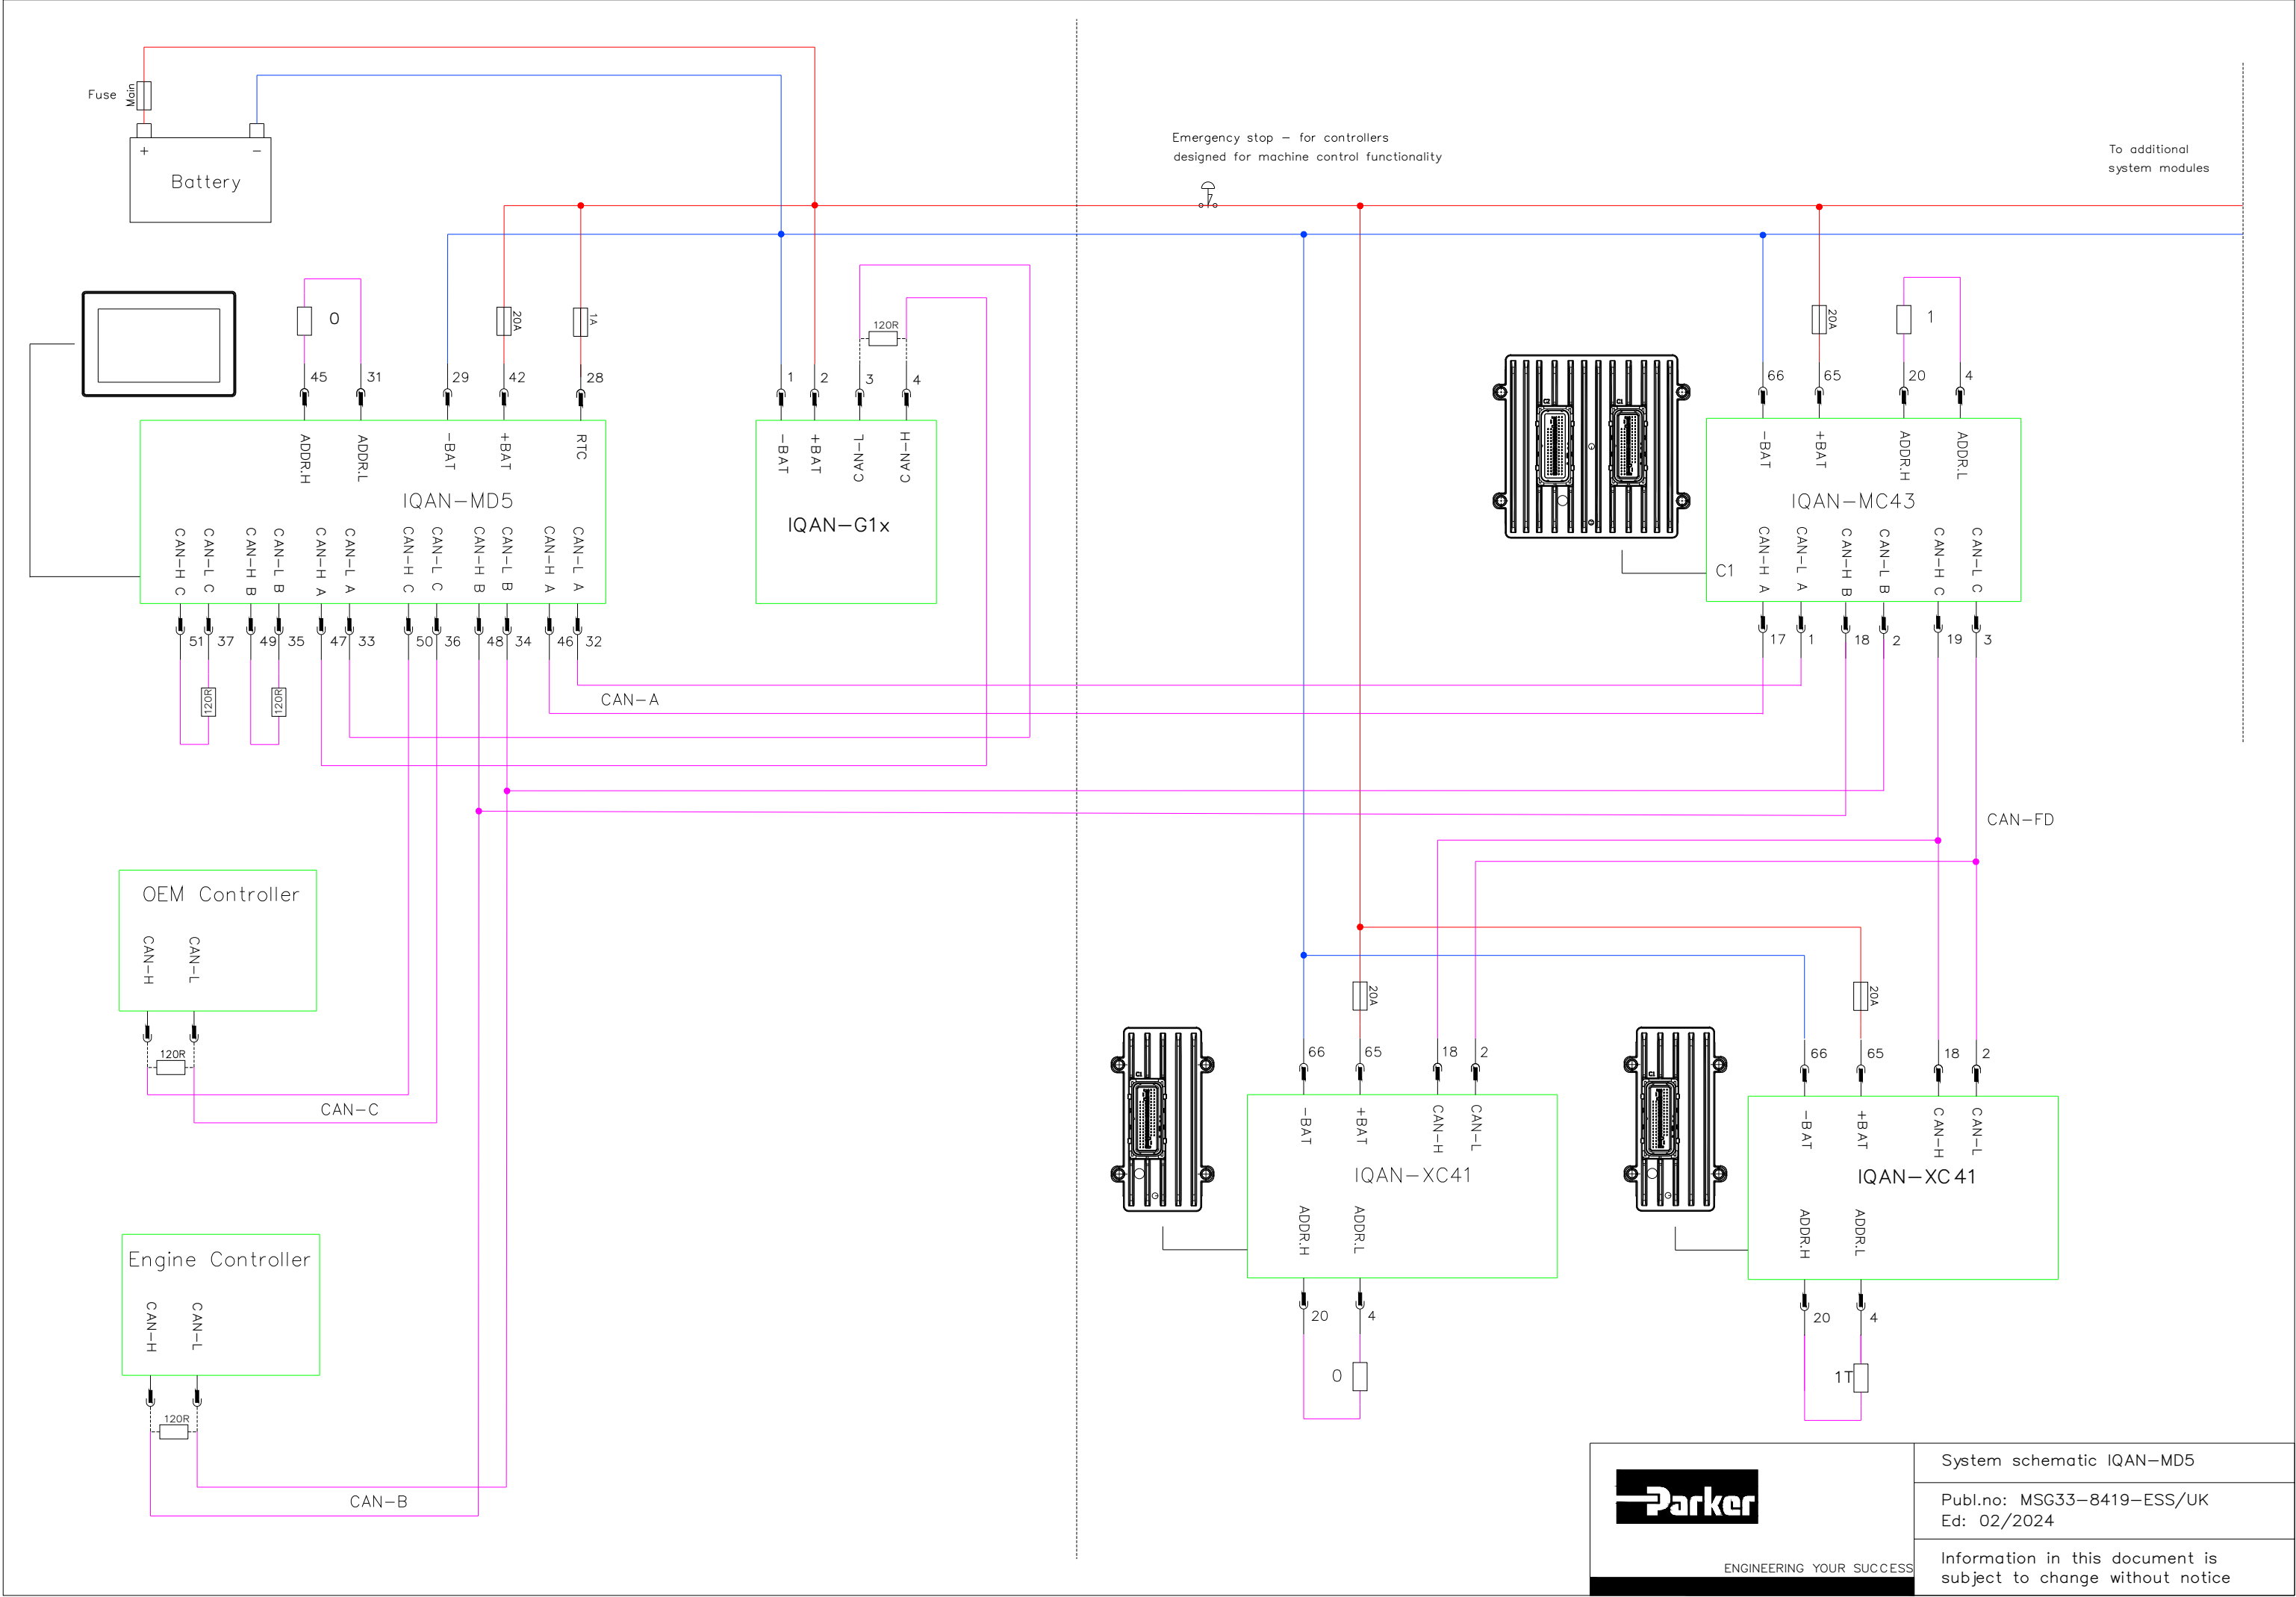 Fuse
Main
+
−
Battery
Emergency stop − for controllers
designed for machine control functionality
To additional
system modules
0
20A
1A
120R
20A
1
45
31
29
42
28
1
2
3
4
66
65
20
4
ADDR.H
ADDR.L
−BAT
+BAT
RTC
−BAT
+BAT
CAN−L
CAN−H
C2
C1
−BAT
+BAT
ADDR.H
ADDR.L
IQAN−MD5
IQAN−G1x
IQAN−MC43
CAN−H C
CAN−L C
CAN−H B
CAN−L B
CAN−H A
CAN−L A
CAN−H C
CAN−L C
CAN−H B
CAN−L B
CAN−H A
CAN−L A
C1
CAN−H A
CAN−L A
CAN−H B
CAN−L B
CAN−H C
CAN−L C
51
37
49
35
47
33
50
36
48
34
46
32
17
1
18
2
19
3
120R
120R
CAN−A
CAN−FD
OEM Controller
CAN−H
CAN−L
120R
CAN−C
20A
20A
66
65
18
2
66
65
18
2
C1
C1
−BAT
+BAT
CAN−H
CAN−L
−BAT
+BAT
CAN−H
CAN−L
IQAN−XC41
IQAN−XC41
ADDR.H
ADDR.L
ADDR.H
ADDR.L
20
4
20
4
0
1T
Engine Controller
CAN−H
CAN−L
120R
CAN−B
Parker
ENGINEERING YOUR SUCCESS
System schematic IQAN−MD5
Publ.no: MSG33−8419−ESS/UK
Ed: 02/2024
Information in this document is
subject to change without notice